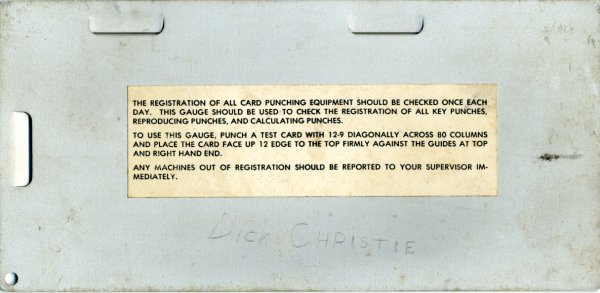 THE REGISTRATION OF ALL CARD PUNCHING EQUIPMENT SHOULD BE CHECKED ONCE EACH
DAY. THIS GAUGE SHOULD BE USED TO CHECK THE REGISTRATION OF ALL KEY PUNCHES,
REPRODUCING PUNCHES, AND CALCULATING PUNCHES.
TO USE THIS GAUGE, PUNCH A TEST CARD WITH 12-9 DIAGONALLY ACROSS 80 COLUMNS
AND PLACE THE CARD FACE UP 12 EDGE TO THE TOP FIRMLY AGAINST THE GUIDES AT TOP
AND RIGHT HAND END.
ANY MACHINES OUT OF REGISTRATION SHOULD BE REPORTED TO YOUR SUPERVISOR IM-
MEDIATELY.
DICK CHRISTIE